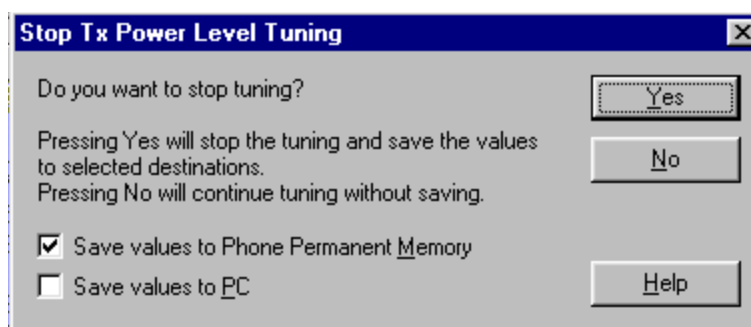 Stop Tx Power Level Tuning
Do you want to stop tuning?
Yes
Pressing Yes will stop the tuning and save the values
to selected destinations.
Pressing No will continue tuning without saving.
No
Save values to Phone Permanent Memory
Save values to PC
Help